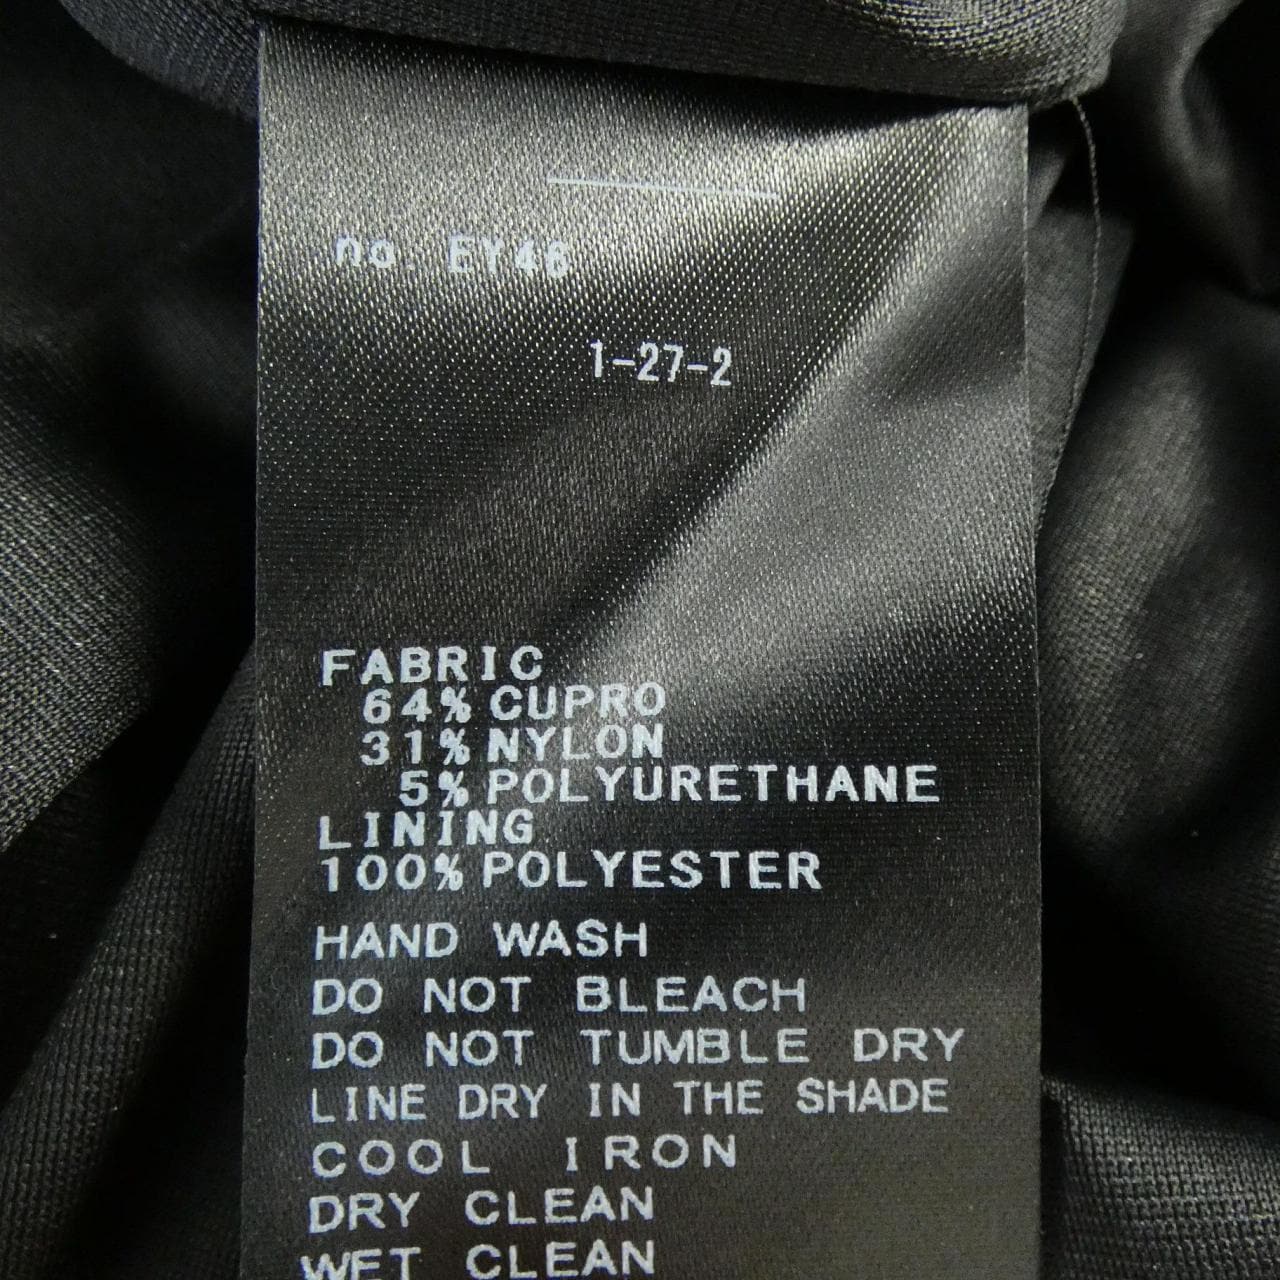 no. EY46
1-27-2
FABRIC
64% CUPRO
31% NYLON
5% POLYURETHANE
LINING
100% POLYESTER
HAND WASH
DO NOT BLEACH
DO NOT TUMBLE DRY
LINE DRY IN THE SHADE
COOL IRON
DRY CLEAN
WET CLEAN